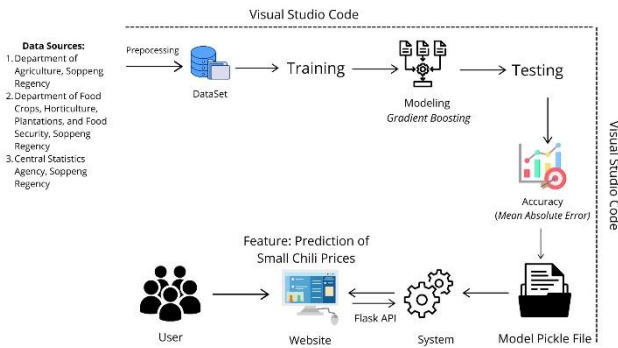 Visual Studio Code
Data Sources:
1. Department of
Agriculture, Soppeng
Regency
2. Department of Food
Crops, Horticulture,
Plantations, and Food
Security, Soppeng
Regency
3. Central Statistics
Agency, Soppeng
Regency
Prepocessing
DataSet
Training
Modeling
Gradient Boosting
Testing
Visual Studio Code
Accuracy
(Mean Absolute Error)
Feature: Prediction of
Small Chili Prices
Flask API
User
Website
System
Model Pickle File